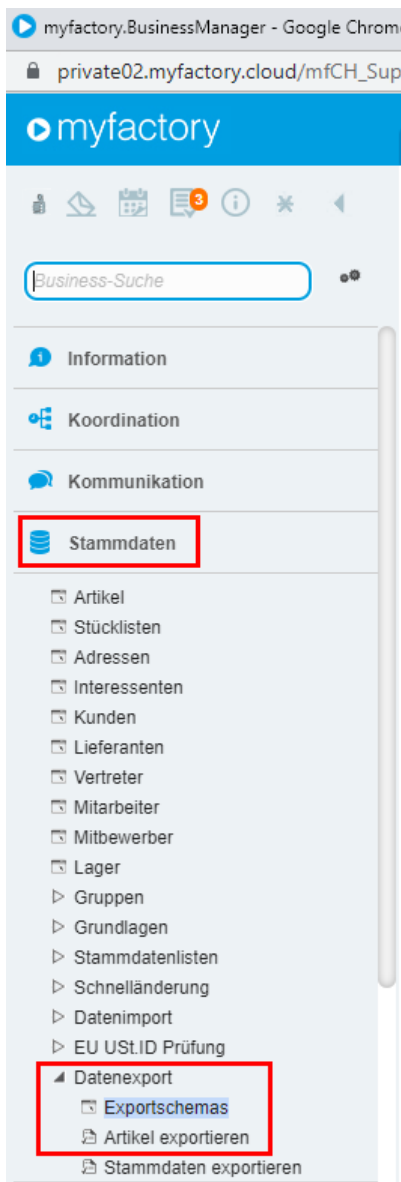 myfactory.BusinessManager - Google Chrom
private02.myfactory.cloud/mfCH_Sup
myfactory
3
Business-Suche
Information
Koordination
Kommunikation
Stammdaten
Artikel
Stücklisten
Adressen
Interessenten
Kunden
Lieferanten
Vertreter
Mitarbeiter
Mitbewerber
Lager
Gruppen
Grundlagen
Stammdatenlisten
Schnelländerung
Datenimport
EU USt.ID Prüfung
Datenexport
Exportschemas
Artikel exportieren
Stammdaten exportieren